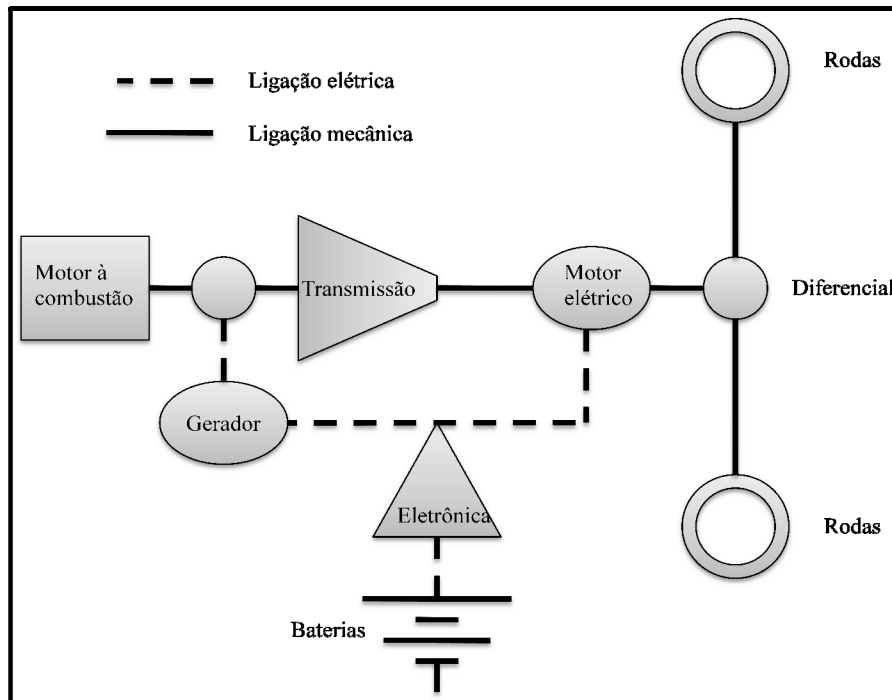 Rodas
Ligação elétrica
Ligação mecânica
Motor à
combustão
Transmissão
Motor
elétrico
Diferencial
Gerador
Eletrônica
Rodas
Baterias